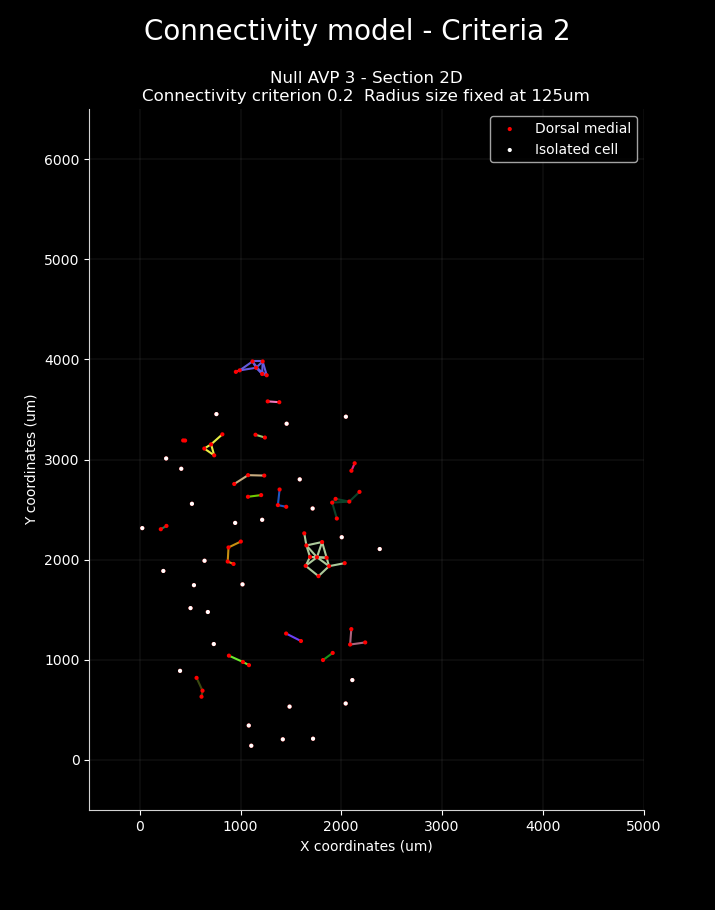 Connectivity model - Criteria 2
Null AVP 3 - Section 2D
Connectivity criterion 0.2  Radius size fixed at 125um
Dorsal medial
Isolated cell
6000
5000
4000
3000
2000
1000
0
Y coordinates (um)
0 1000 2000 3000 4000 5000
X coordinates (um)